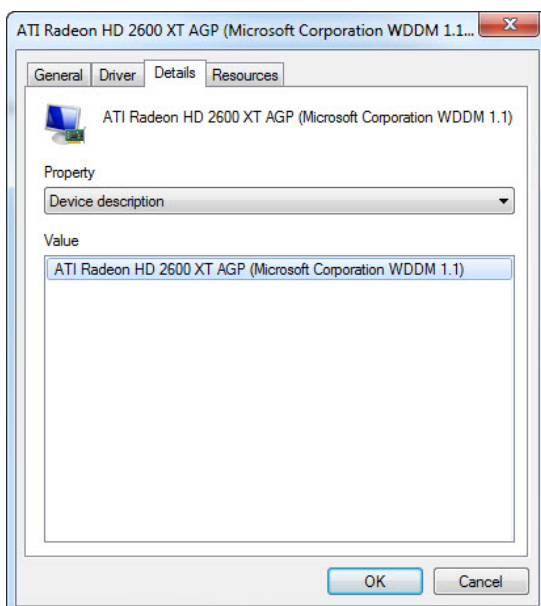 ATI Radeon HD 2600 XT AGP (Microsoft Corporation WDDM 1.1...
General Driver Details Resources
ATI Radeon HD 2600 XT AGP (Microsoft Corporation WDDM 1.1)
Property
Device description
Value
ATI Radeon HD 2600 XT AGP (Microsoft Corporation WDDM 1.1)
OK Cancel